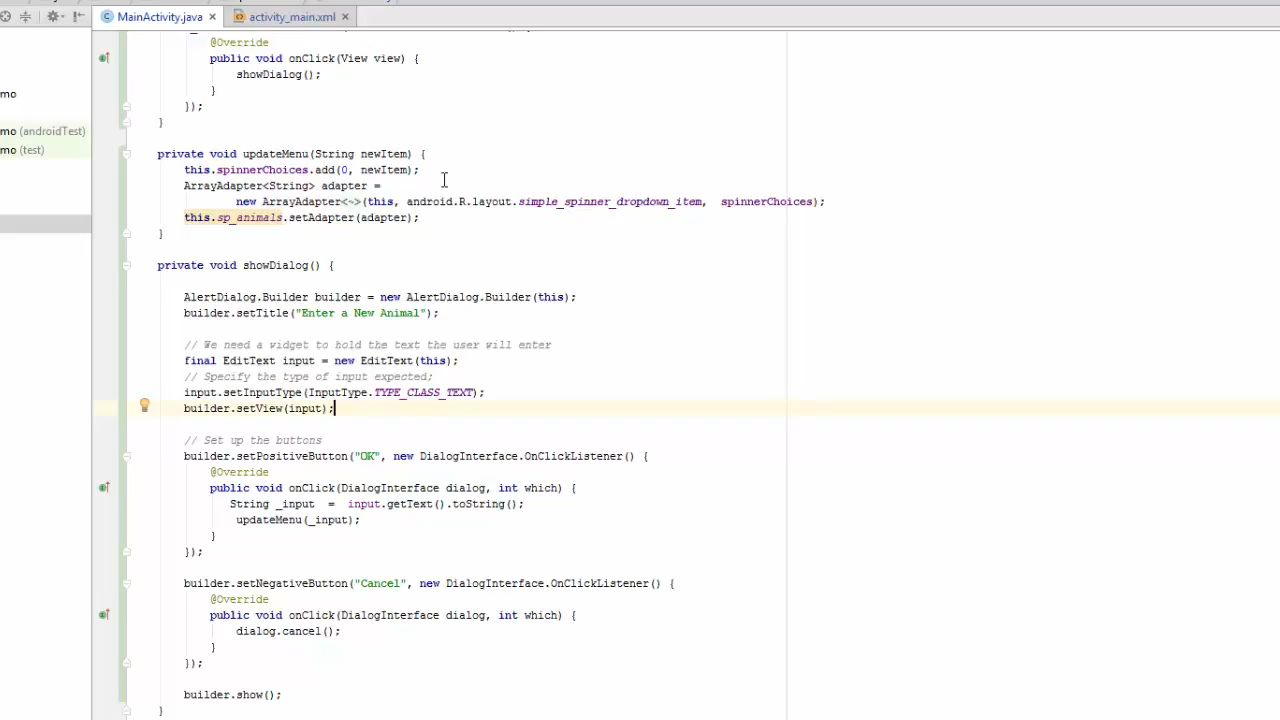 MainActivity.java × activity_main.xml ×
@Override
public void onClick(View view) {
showDialog();
}
});
}
private void updateMenu(String newItem) {
this.spinnerChoices.add(0, newItem);
ArrayAdapter<String> adapter =
new ArrayAdapter<~>(this, android.R.layout.simple_spinner_dropdown_item, spinnerChoices);
this.sp_animals.setAdapter(adapter);
}
private void showDialog() {
AlertDialog.Builder builder = new AlertDialog.Builder(this);
builder.setTitle("Enter a New Animal");
// We need a widget to hold the text the user will enter
final EditText input = new EditText(this);
// Specify the type of input expected;
input.setInputType(InputType.TYPE_CLASS_TEXT);
builder.setView(input);
// Set up the buttons
builder.setPositiveButton("OK", new DialogInterface.OnClickListener() {
@Override
public void onClick(DialogInterface dialog, int which) {
String _input = input.getText().toString();
updateMenu(_input);
}
});
builder.setNegativeButton("Cancel", new DialogInterface.OnClickListener() {
@Override
public void onClick(DialogInterface dialog, int which) {
dialog.cancel();
}
});
builder.show();
}
mo
mo (androidTest)
mo (test)